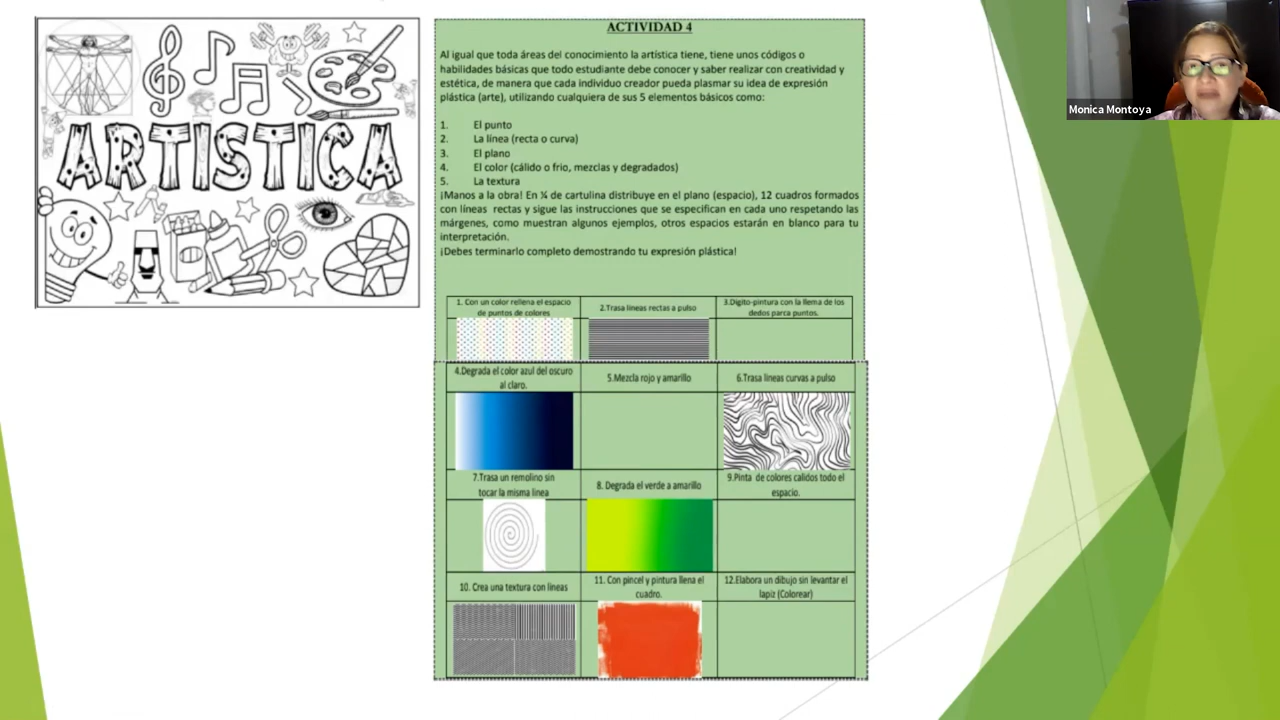 ARTISTICA
ACTIVIDAD 4
Al igual que toda áreas del conocimiento la artística tiene, tiene unos códigos o
habilidades básicas que todo estudiante debe conocer y saber realizar con creatividad y
estética, de manera que cada individuo creador pueda plasmar su idea de expresión
plástica (arte), utilizando cualquiera de sus 5 elementos básicos como:
1. El punto
2. La línea (recta o curva)
3. El plano
4. El color (cálido o frio, mezclas y degradados)
5. La textura
¡Manos a la obra! En ¼ de cartulina distribuye en el plano (espacio), 12 cuadros formados
con líneas rectas y sigue las instrucciones que se especifican en cada uno respetando las
márgenes, como muestran algunos ejemplos, otros espacios estarán en blanco para tu
interpretación.
¡Debes terminarlo completo demostrando tu expresión plástica!
1. Con un color rellena el espacio
de puntos de colores
2.Trasa líneas rectas a pulso
3.Digito-pintura con la llema de los
dedos parca puntos.
4.Degrada el color azul del oscuro
al claro.
5.Mezcla rojo y amarillo
6.Trasa líneas curvas a pulso
7.Trasa un remolino sin
tocar la misma linea
8. Degrada el verde a amarillo
9.Pinta de colores calidos todo el
espacio.
10. Crea una textura con líneas
11. Con pincel y pintura llena el
cuadro.
12.Elabora un dibujo sin levantar el
lapiz (Colorear)
Monica Montoya